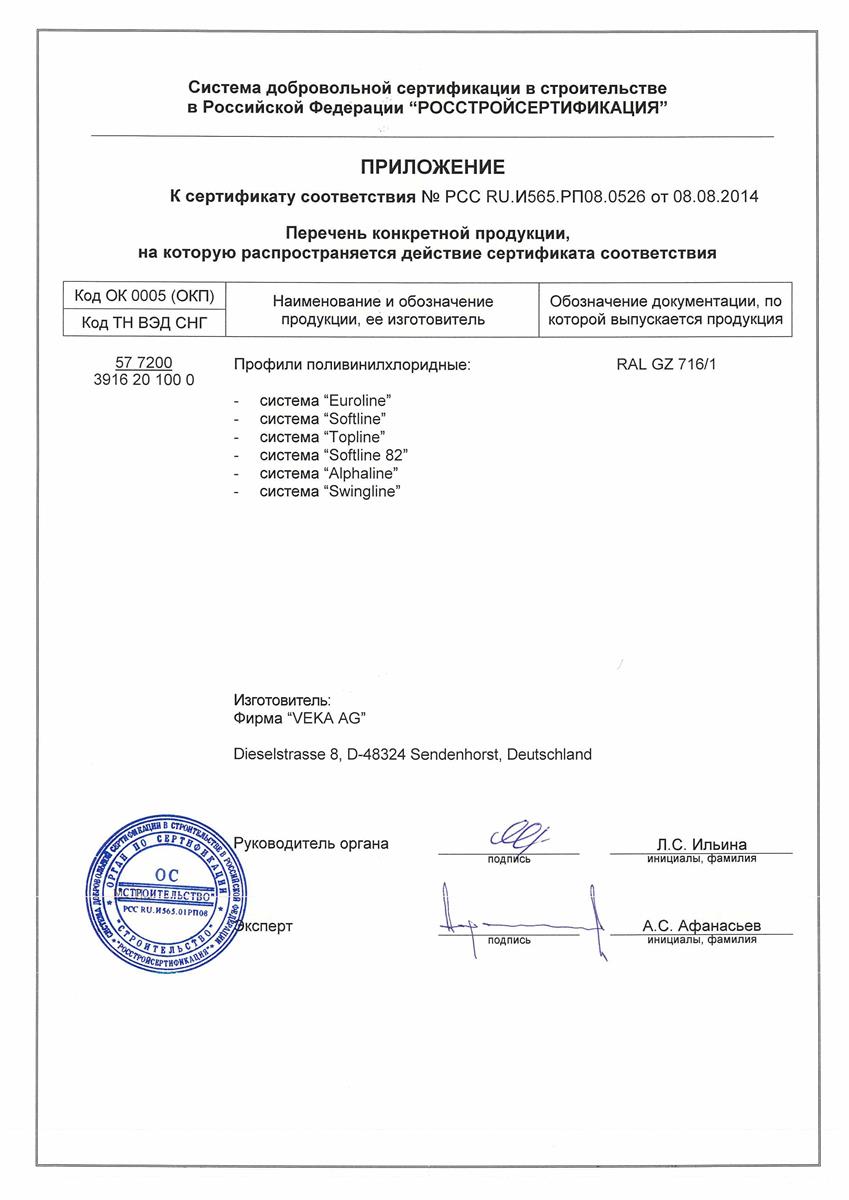 Система добровольной сертификации в строительстве
в Российской Федерации “РОССТРОЙСЕРТИФИКАЦИЯ”
ПРИЛОЖЕНИЕ
К сертификату соответствия № РСС RU.И565.РП08.0526 от 08.08.2014
Перечень конкретной продукции,
на которую распространяется действие сертификата соответствия
Код ОК 0005 (ОКП)
Код ТН ВЭД СНГ
Наименование и обозначение
продукции, ее изготовитель
Обозначение документации, по
которой выпускается продукция
57 7200
3916 20 100 0
Профили поливинилхлоридные:
RAL GZ 716/1
- система “Euroline”
- система “Softline”
- система “Topline”
- система “Softline 82”
- система “Alphaline”
- система “Swingline”
Изготовитель:
Фирма “VEKA AG”
Dieselstrasse 8, D-48324 Sendenhorst, Deutschland
Руководитель органа
подпись
Л.С. Ильина
инициалы, фамилия
Эксперт
подпись
А.С. Афанасьев
инициалы, фамилия
СИСТЕМА ДОБРОВОЛЬНОЙ СЕРТИФИКАЦИИ В СТРОИТЕЛЬСТВЕ В РОССИЙСКОЙ ФЕДЕРАЦИИ
"РОССТРОЙСЕРТИФИКАЦИЯ"
ОРГАН ПО СЕРТИФИКАЦИИ
ОС
РСС RU.И565.01РП08
"СТРОИТЕЛЬСТВО"